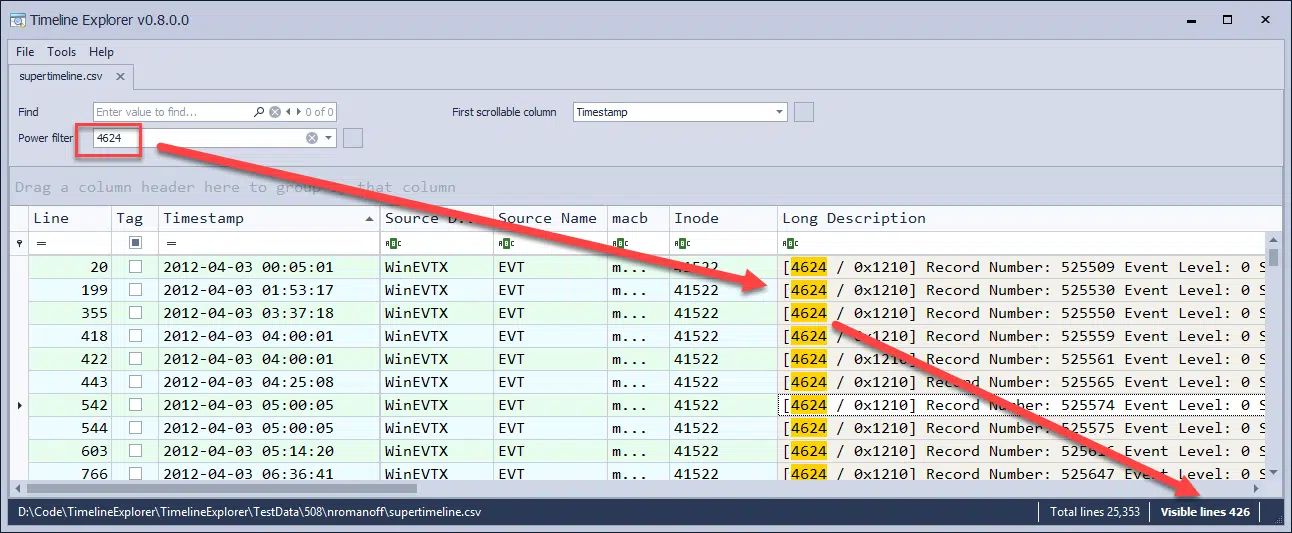 Timeline Explorer v0.8.0.0
File Tools Help
supertimeline.csv
Find Enter value to find... 0 of 0 First scrollable column Timestamp
Power filter 4624
Drag a column header here to group that column
Line Tag Timestamp Source D... Source Name macb Inode Long Description
= = ABC ABC ABC ABC ABC
20 2012-04-03 00:05:01 WinEVTX EVT m... 41522 [4624 / 0x1210] Record Number: 525509 Event Level: 0 S
199 2012-04-03 01:53:17 WinEVTX EVT m... 41522 [4624 / 0x1210] Record Number: 525530 Event Level: 0 S
355 2012-04-03 03:37:18 WinEVTX EVT m... 41522 [4624 / 0x1210] Record Number: 525550 Event Level: 0 S
418 2012-04-03 04:00:01 WinEVTX EVT m... 41522 [4624 / 0x1210] Record Number: 525559 Event Level: 0 S
422 2012-04-03 04:00:01 WinEVTX EVT m... 41522 [4624 / 0x1210] Record Number: 525561 Event Level: 0 S
443 2012-04-03 04:25:08 WinEVTX EVT m... 41522 [4624 / 0x1210] Record Number: 525565 Event Level: 0 S
542 2012-04-03 05:00:05 WinEVTX EVT m... 41522 [4624 / 0x1210] Record Number: 525574 Event Level: 0 S
544 2012-04-03 05:00:05 WinEVTX EVT m... 41522 [4624 / 0x1210] Record Number: 525575 Event Level: 0 S
603 2012-04-03 05:14:20 WinEVTX EVT m... 41522 [4624 / 0x1210] Record Number: Event Level: 0 S
766 2012-04-03 06:36:41 WinEVTX EVT m... 41522 [4624 / 0x1210] Record Number: 525647 Event Level: 0 S
D:\Code\TimelineExplorer\TimelineExplorer\TestData\508\nromanoff\supertimeline.csv Total lines 25,353 Visible lines 426